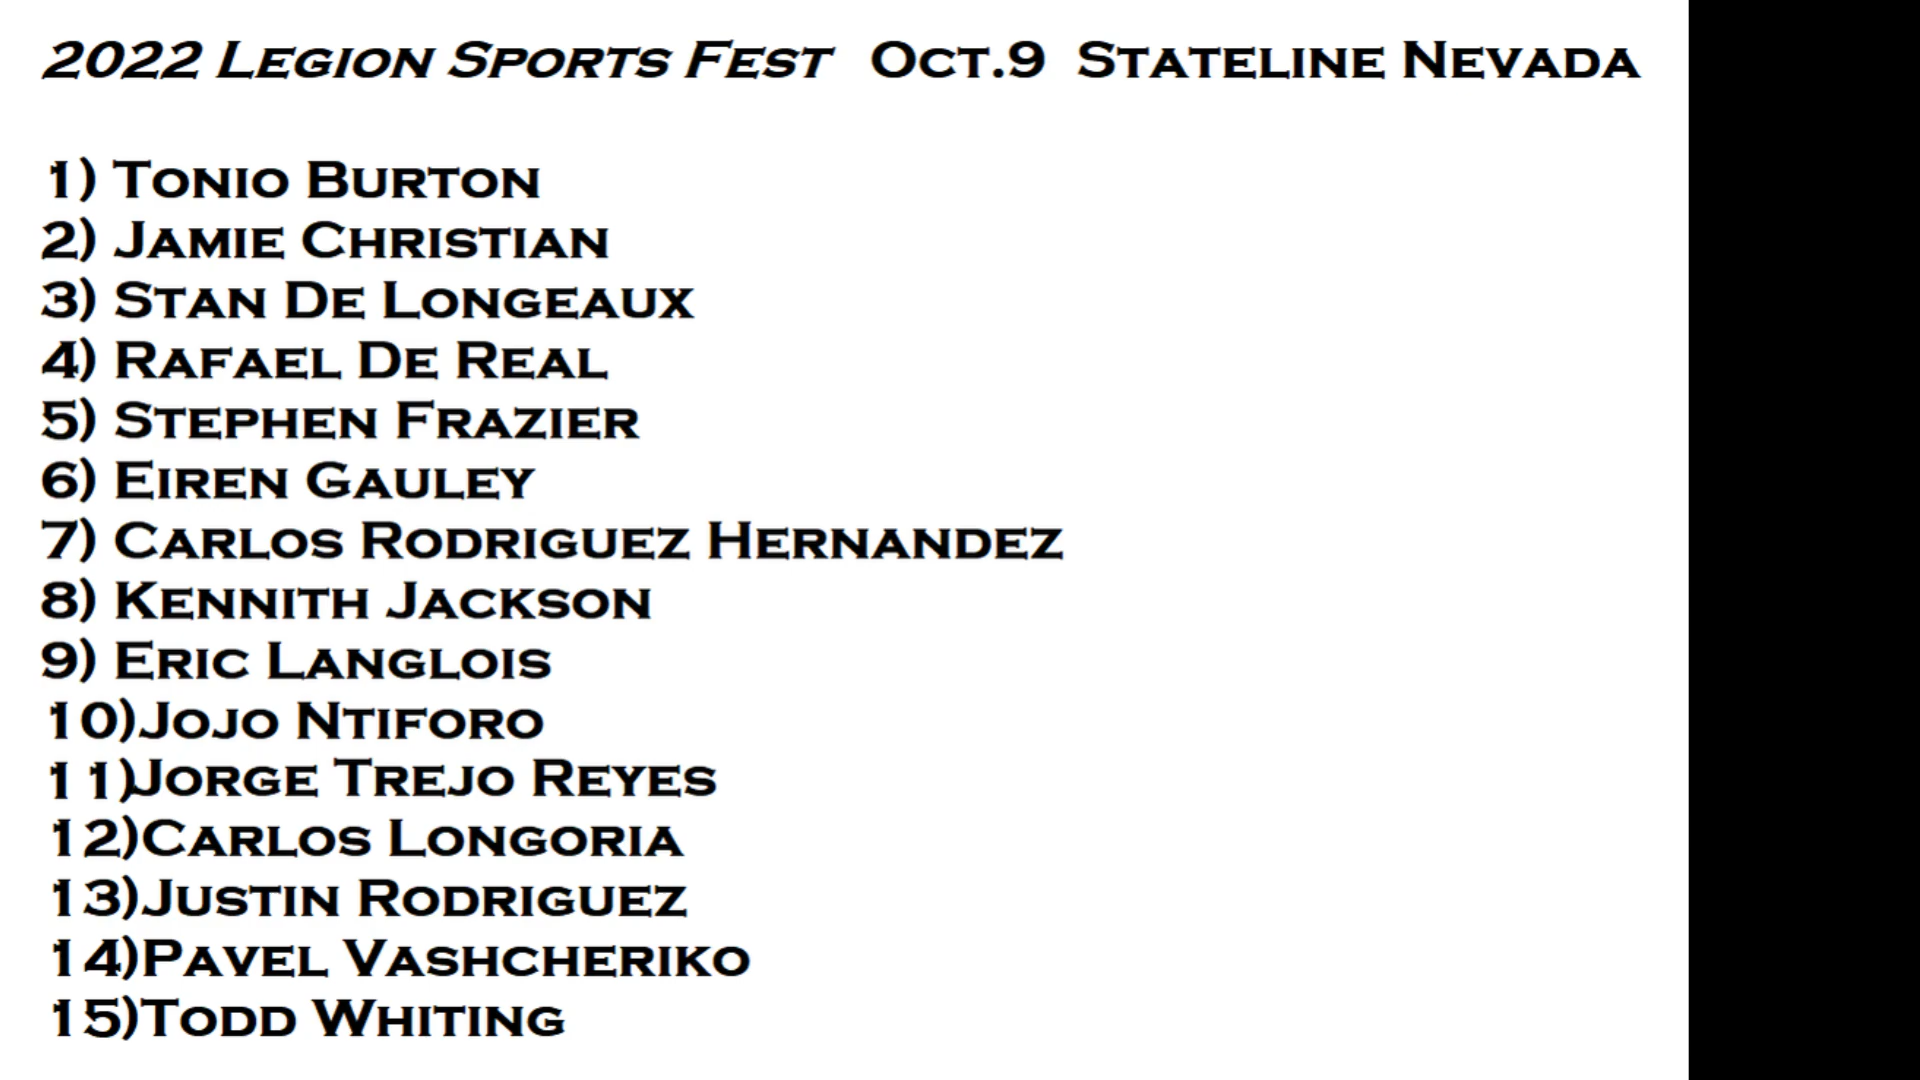 2022 Legion Sports Fest Oct.9 Stateline Nevada
1) Tonio Burton
2) Jamie Christian
3) Stan De Longeaux
4) Rafael De Real
5) Stephen Frazier
6) Eiren Gauley
7) Carlos Rodriguez Hernandez
8) Kennith Jackson
9) Eric Langlois
10)Jojo Ntiforo
11)Jorge Trejo Reyes
12)Carlos Longoria
13)Justin Rodriguez
14)Pavel Vashcheriko
15)Todd Whiting